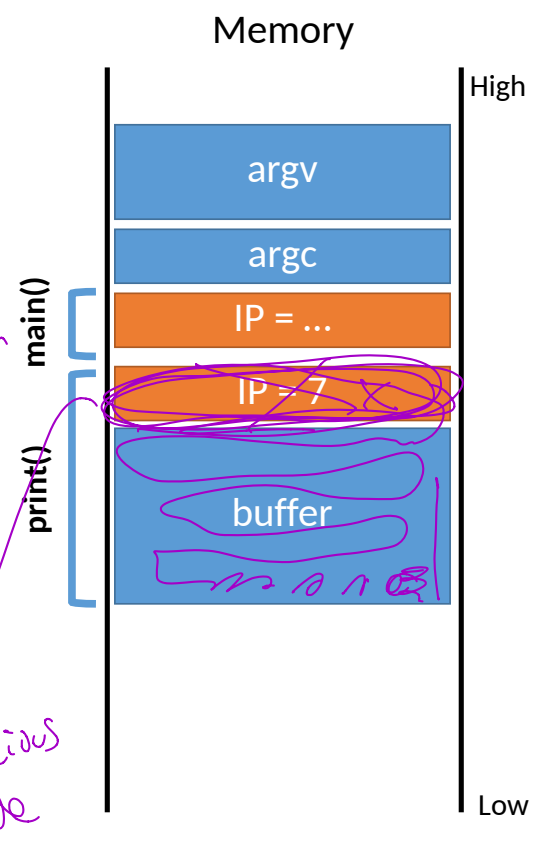 Memory
High
argv
argc
main()
IP = ...
IP = 7
print()
buffer
Low